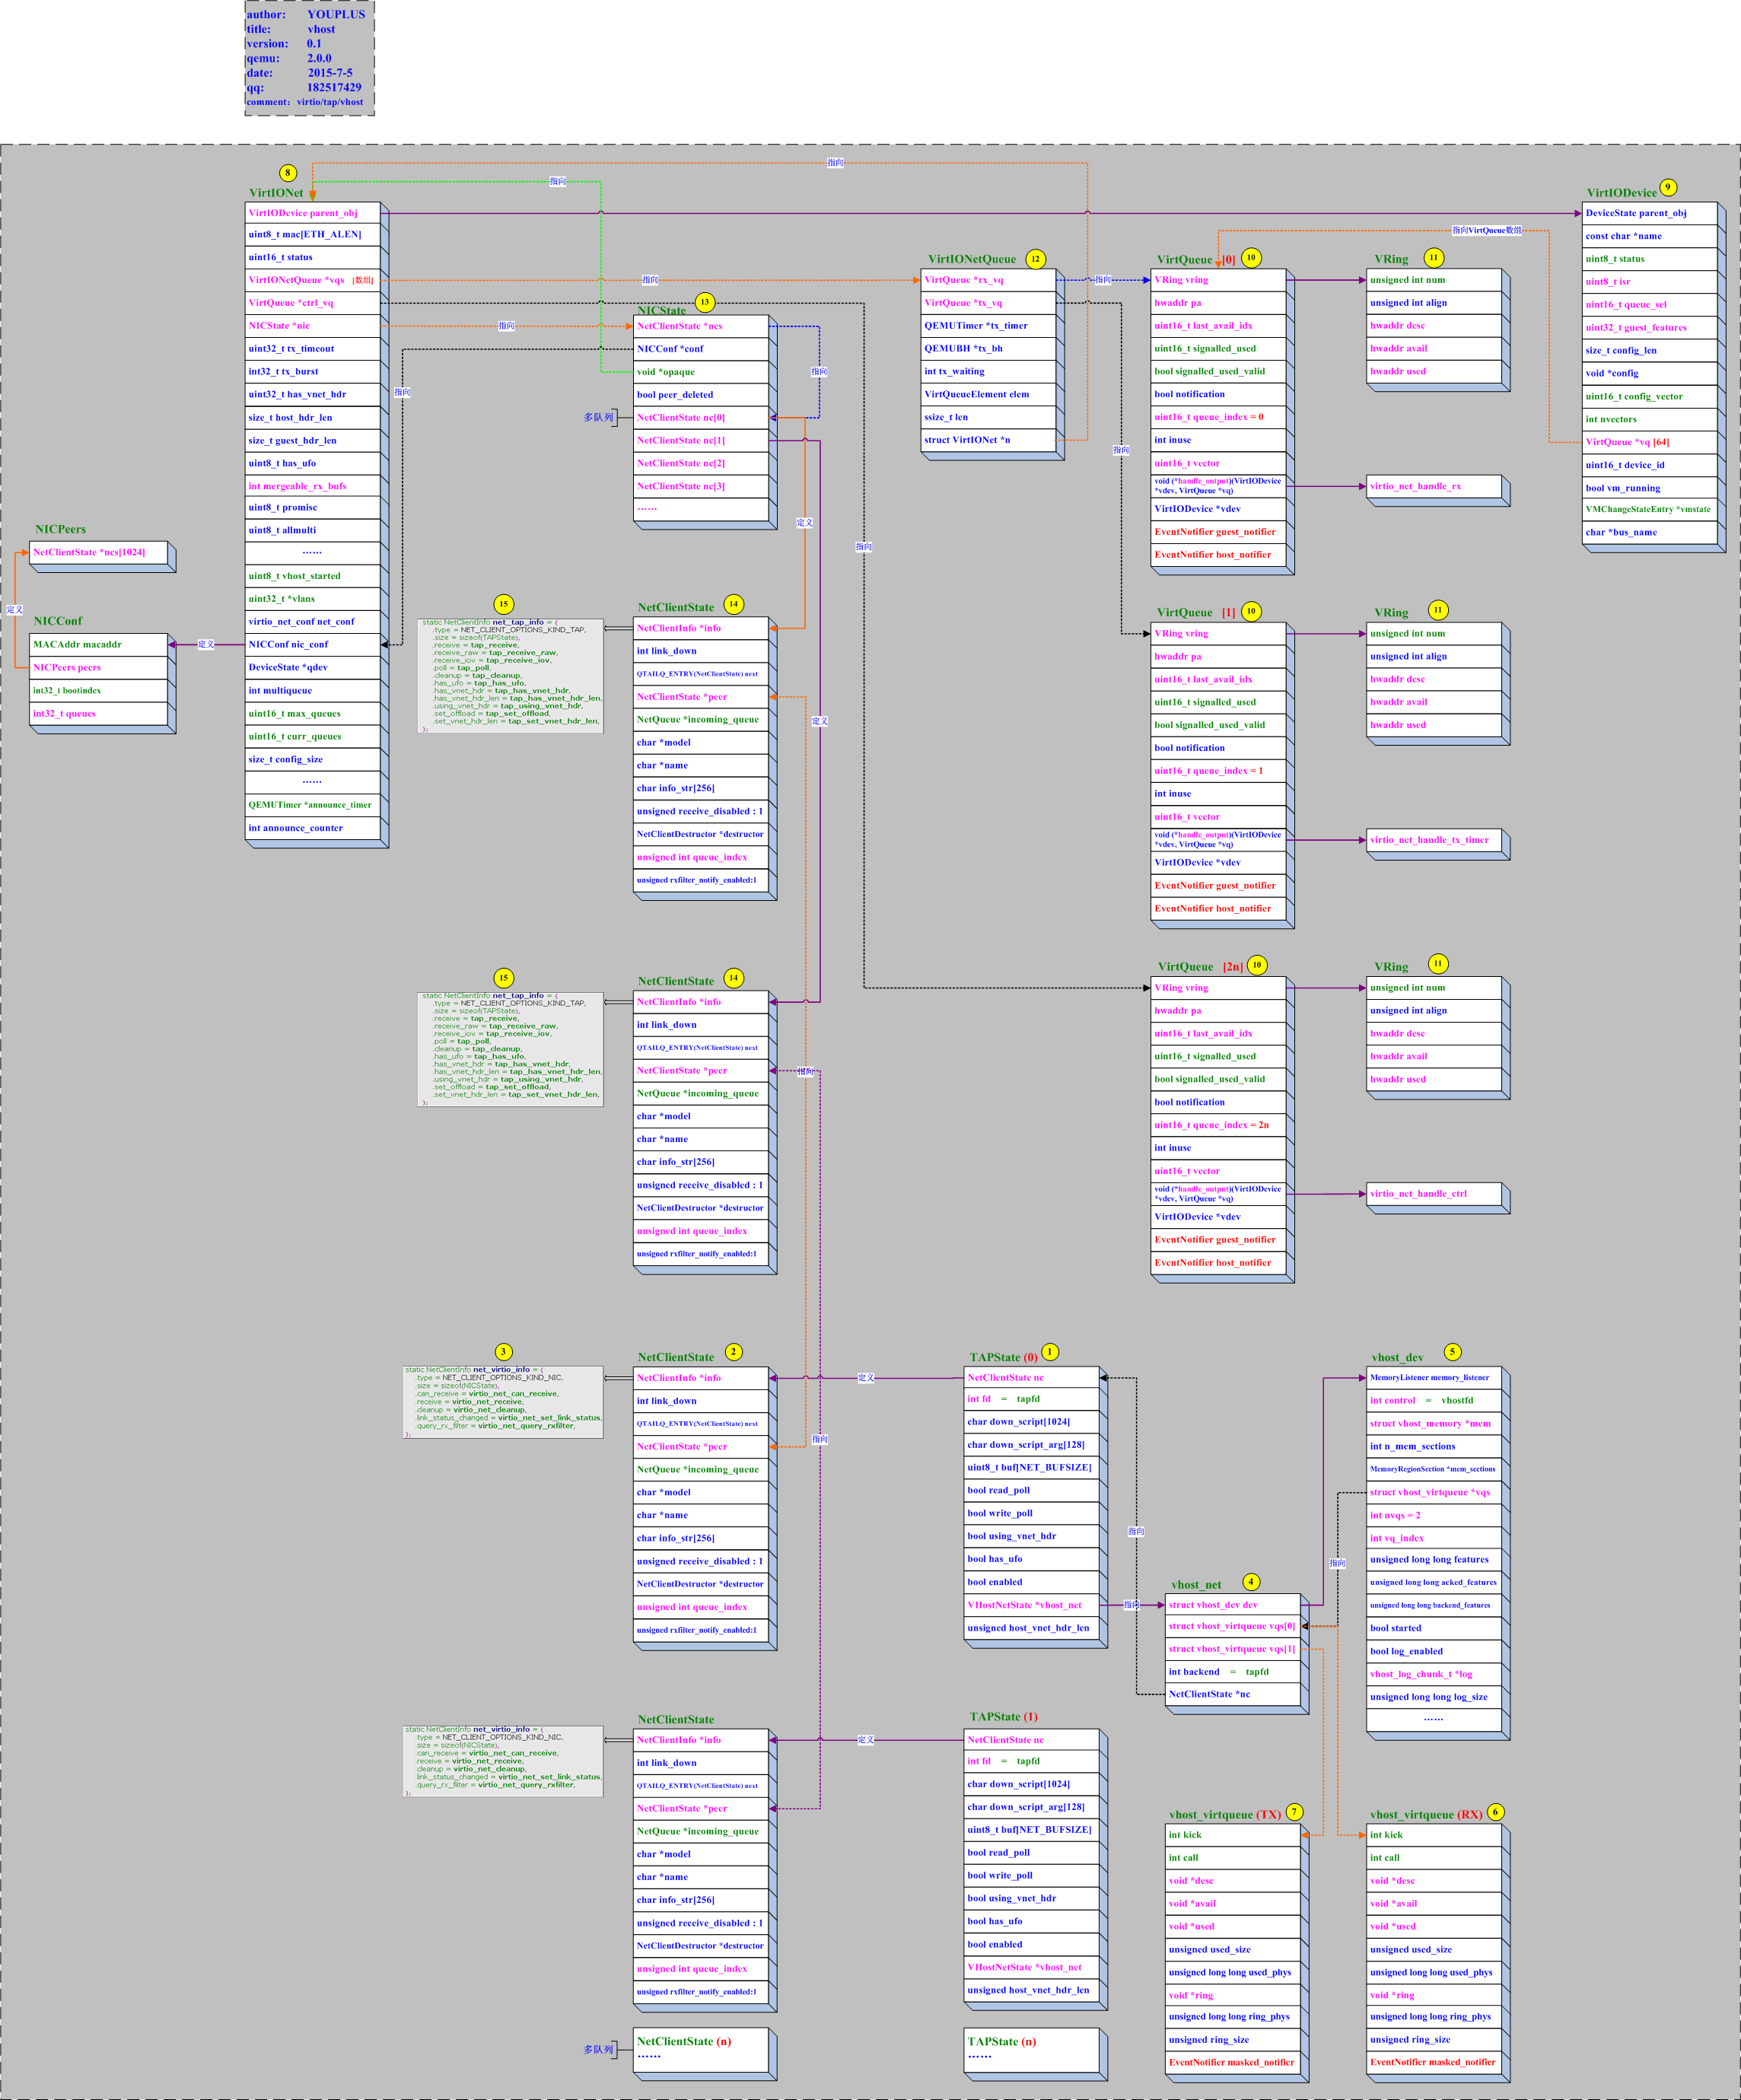 author: YOUPLUS
title: vhost
version: 0.1
qemu: 2.0.0
date: 2015-7-5
qq: 182517429
comment: virtio/tap/vhost
指向
指向
8
VirtIONet
VirtIODevice parent_obj
uint8_t mac[ETH_ALEN]
uint16_t status
VirtIONetQueue *vqs [数组]
VirtQueue *ctrl_vq
NICState *nic
uint32_t tx_timeout
int32_t tx_burst
uint32_t has_vnet_hdr
size_t host_hdr_len
size_t guest_hdr_len
uint8_t has_ufo
int mergeable_rx_bufs
uint8_t promisc
uint8_t allmulti
……
uint8_t vhost_started
uint32_t *vlans
virtio_net_conf net_conf
NICConf nic_conf
DeviceState *qdev
int multiqueue
uint16_t max_queues
uint16_t curr_queues
size_t config_size
……
QEMUTimer *announce_timer
int announce_counter
NICPeers
NetClientState *ncs[1024]
定义
NICConf
MACAddr macaddr
NICPeers peers
int32_t bootindex
int32_t queues
定义
指向
指向
指向
13
NICState
NetClientState *ncs
NICConf *conf
void *opaque
bool peer_deleted
NetClientState nc[0]
NetClientState nc[1]
NetClientState nc[2]
NetClientState nc[3]
……
多队列
指向
定义
定义
指向
12
VirtIONetQueue
VirtQueue *rx_vq
VirtQueue *tx_vq
QEMUTimer *tx_timer
QEMUBH *tx_bh
int tx_waiting
VirtQueueElement elem
ssize_t len
struct VirtIONet *n
指向
指向
VirtQueue [0]
10
VRing vring
hwaddr pa
uint16_t last_avail_idx
uint16_t signalled_used
bool signalled_used_valid
bool notification
uint16_t queue_index = 0
int inuse
uint16_t vector
void (*handle_output)(VirtIODevice
*vdev, VirtQueue *vq)
VirtIODevice *vdev
EventNotifier guest_notifier
EventNotifier host_notifier
VRing
11
unsigned int num
unsigned int align
hwaddr desc
hwaddr avail
hwaddr used
virtio_net_handle_rx
指向VirtQueue数组
VirtIODevice
9
DeviceState parent_obj
const char *name
uint8_t status
uint8_t isr
uint16_t queue_sel
uint32_t guest_features
size_t config_len
void *config
uint16_t config_vector
int nvectors
VirtQueue *vq [64]
uint16_t device_id
bool vm_running
VMChangeStateEntry *vmstate
char *bus_name
15
static NetClientInfo net_tap_info = {
.type = NET_CLIENT_OPTIONS_KIND_TAP,
.size = sizeof(TAPState),
.receive = tap_receive,
.receive_raw = tap_receive_raw,
.receive_iov = tap_receive_iov,
.poll = tap_poll,
.cleanup = tap_cleanup,
.has_ufo = tap_has_ufo,
.has_vnet_hdr = tap_has_vnet_hdr,
.has_vnet_hdr_len = tap_has_vnet_hdr_len,
.using_vnet_hdr = tap_using_vnet_hdr,
.set_offload = tap_set_offload,
.set_vnet_hdr_len = tap_set_vnet_hdr_len,
};
NetClientState
14
NetClientInfo *info
int link_down
QTAILQ_ENTRY(NetClientState) next
NetClientState *peer
NetQueue *incoming_queue
char *model
char *name
char info_str[256]
unsigned receive_disabled : 1
NetClientDestructor *destructor
unsigned int queue_index
unsigned rxfilter_notify_enabled:1
VirtQueue [1]
10
VRing vring
hwaddr pa
uint16_t last_avail_idx
uint16_t signalled_used
bool signalled_used_valid
bool notification
uint16_t queue_index = 1
int inuse
uint16_t vector
void (*handle_output)(VirtIODevice
*vdev, VirtQueue *vq)
VirtIODevice *vdev
EventNotifier guest_notifier
EventNotifier host_notifier
VRing
11
unsigned int num
unsigned int align
hwaddr desc
hwaddr avail
hwaddr used
virtio_net_handle_tx_timer
15
static NetClientInfo net_tap_info = {
.type = NET_CLIENT_OPTIONS_KIND_TAP,
.size = sizeof(TAPState),
.receive = tap_receive,
.receive_raw = tap_receive_raw,
.receive_iov = tap_receive_iov,
.poll = tap_poll,
.cleanup = tap_cleanup,
.has_ufo = tap_has_ufo,
.has_vnet_hdr = tap_has_vnet_hdr,
.has_vnet_hdr_len = tap_has_vnet_hdr_len,
.using_vnet_hdr = tap_using_vnet_hdr,
.set_offload = tap_set_offload,
.set_vnet_hdr_len = tap_set_vnet_hdr_len,
};
NetClientState
14
NetClientInfo *info
int link_down
QTAILQ_ENTRY(NetClientState) next
NetClientState *peer
NetQueue *incoming_queue
char *model
char *name
char info_str[256]
unsigned receive_disabled : 1
NetClientDestructor *destructor
unsigned int queue_index
unsigned rxfilter_notify_enabled:1
指向
VirtQueue [2n]
10
VRing vring
hwaddr pa
uint16_t last_avail_idx
uint16_t signalled_used
bool signalled_used_valid
bool notification
uint16_t queue_index = 2n
int inuse
uint16_t vector
void (*handle_output)(VirtIODevice
*vdev, VirtQueue *vq)
VirtIODevice *vdev
EventNotifier guest_notifier
EventNotifier host_notifier
VRing
11
unsigned int num
unsigned int align
hwaddr desc
hwaddr avail
hwaddr used
virtio_net_handle_ctrl
3
static NetClientInfo net_virtio_info = {
.type = NET_CLIENT_OPTIONS_KIND_NIC,
.size = sizeof(NICState),
.can_receive = virtio_net_can_receive,
.receive = virtio_net_receive,
.cleanup = virtio_net_cleanup,
.link_status_changed = virtio_net_set_link_status,
.query_rx_filter = virtio_net_query_rxfilter,
};
NetClientState
2
NetClientInfo *info
int link_down
QTAILQ_ENTRY(NetClientState) next
NetClientState *peer
NetQueue *incoming_queue
char *model
char *name
char info_str[256]
unsigned receive_disabled : 1
NetClientDestructor *destructor
unsigned int queue_index
unsigned rxfilter_notify_enabled:1
指向
定义
TAPState (0)
1
NetClientState nc
int fd = tapfd
char down_script[1024]
char down_script_arg[128]
uint8_t buf[NET_BUFSIZE]
bool read_poll
bool write_poll
bool using_vnet_hdr
bool has_ufo
bool enabled
VHostNetState *vhost_net
unsigned host_vnet_hdr_len
指向
指向
vhost_net
4
struct vhost_dev dev
struct vhost_virtqueue vqs[0]
struct vhost_virtqueue vqs[1]
int backend = tapfd
NetClientState *nc
指向
vhost_dev
5
MemoryListener memory_listener
int control = vhostfd
struct vhost_memory *mem
int n_mem_sections
MemoryRegionSection *mem_sections
struct vhost_virtqueue *vqs
int nvqs = 2
int vq_index
unsigned long long features
unsigned long long acked_features
unsigned long long backend_features
bool started
bool log_enabled
vhost_log_chunk_t *log
unsigned long long log_size
……
static NetClientInfo net_virtio_info = {
.type = NET_CLIENT_OPTIONS_KIND_NIC,
.size = sizeof(NICState),
.can_receive = virtio_net_can_receive,
.receive = virtio_net_receive,
.cleanup = virtio_net_cleanup,
.link_status_changed = virtio_net_set_link_status,
.query_rx_filter = virtio_net_query_rxfilter,
};
NetClientState
NetClientInfo *info
int link_down
QTAILQ_ENTRY(NetClientState) next
NetClientState *peer
NetQueue *incoming_queue
char *model
char *name
char info_str[256]
unsigned receive_disabled : 1
NetClientDestructor *destructor
unsigned int queue_index
unsigned rxfilter_notify_enabled:1
定义
TAPState (1)
NetClientState nc
int fd = tapfd
char down_script[1024]
char down_script_arg[128]
uint8_t buf[NET_BUFSIZE]
bool read_poll
bool write_poll
bool using_vnet_hdr
bool has_ufo
bool enabled
VHostNetState *vhost_net
unsigned host_vnet_hdr_len
vhost_virtqueue (TX)
7
int kick
int call
void *desc
void *avail
void *used
unsigned used_size
unsigned long long used_phys
void *ring
unsigned long long ring_phys
unsigned ring_size
EventNotifier masked_notifier
vhost_virtqueue (RX)
6
int kick
int call
void *desc
void *avail
void *used
unsigned used_size
unsigned long long used_phys
void *ring
unsigned long long ring_phys
unsigned ring_size
EventNotifier masked_notifier
多队列
NetClientState (n)
……
TAPState (n)
……